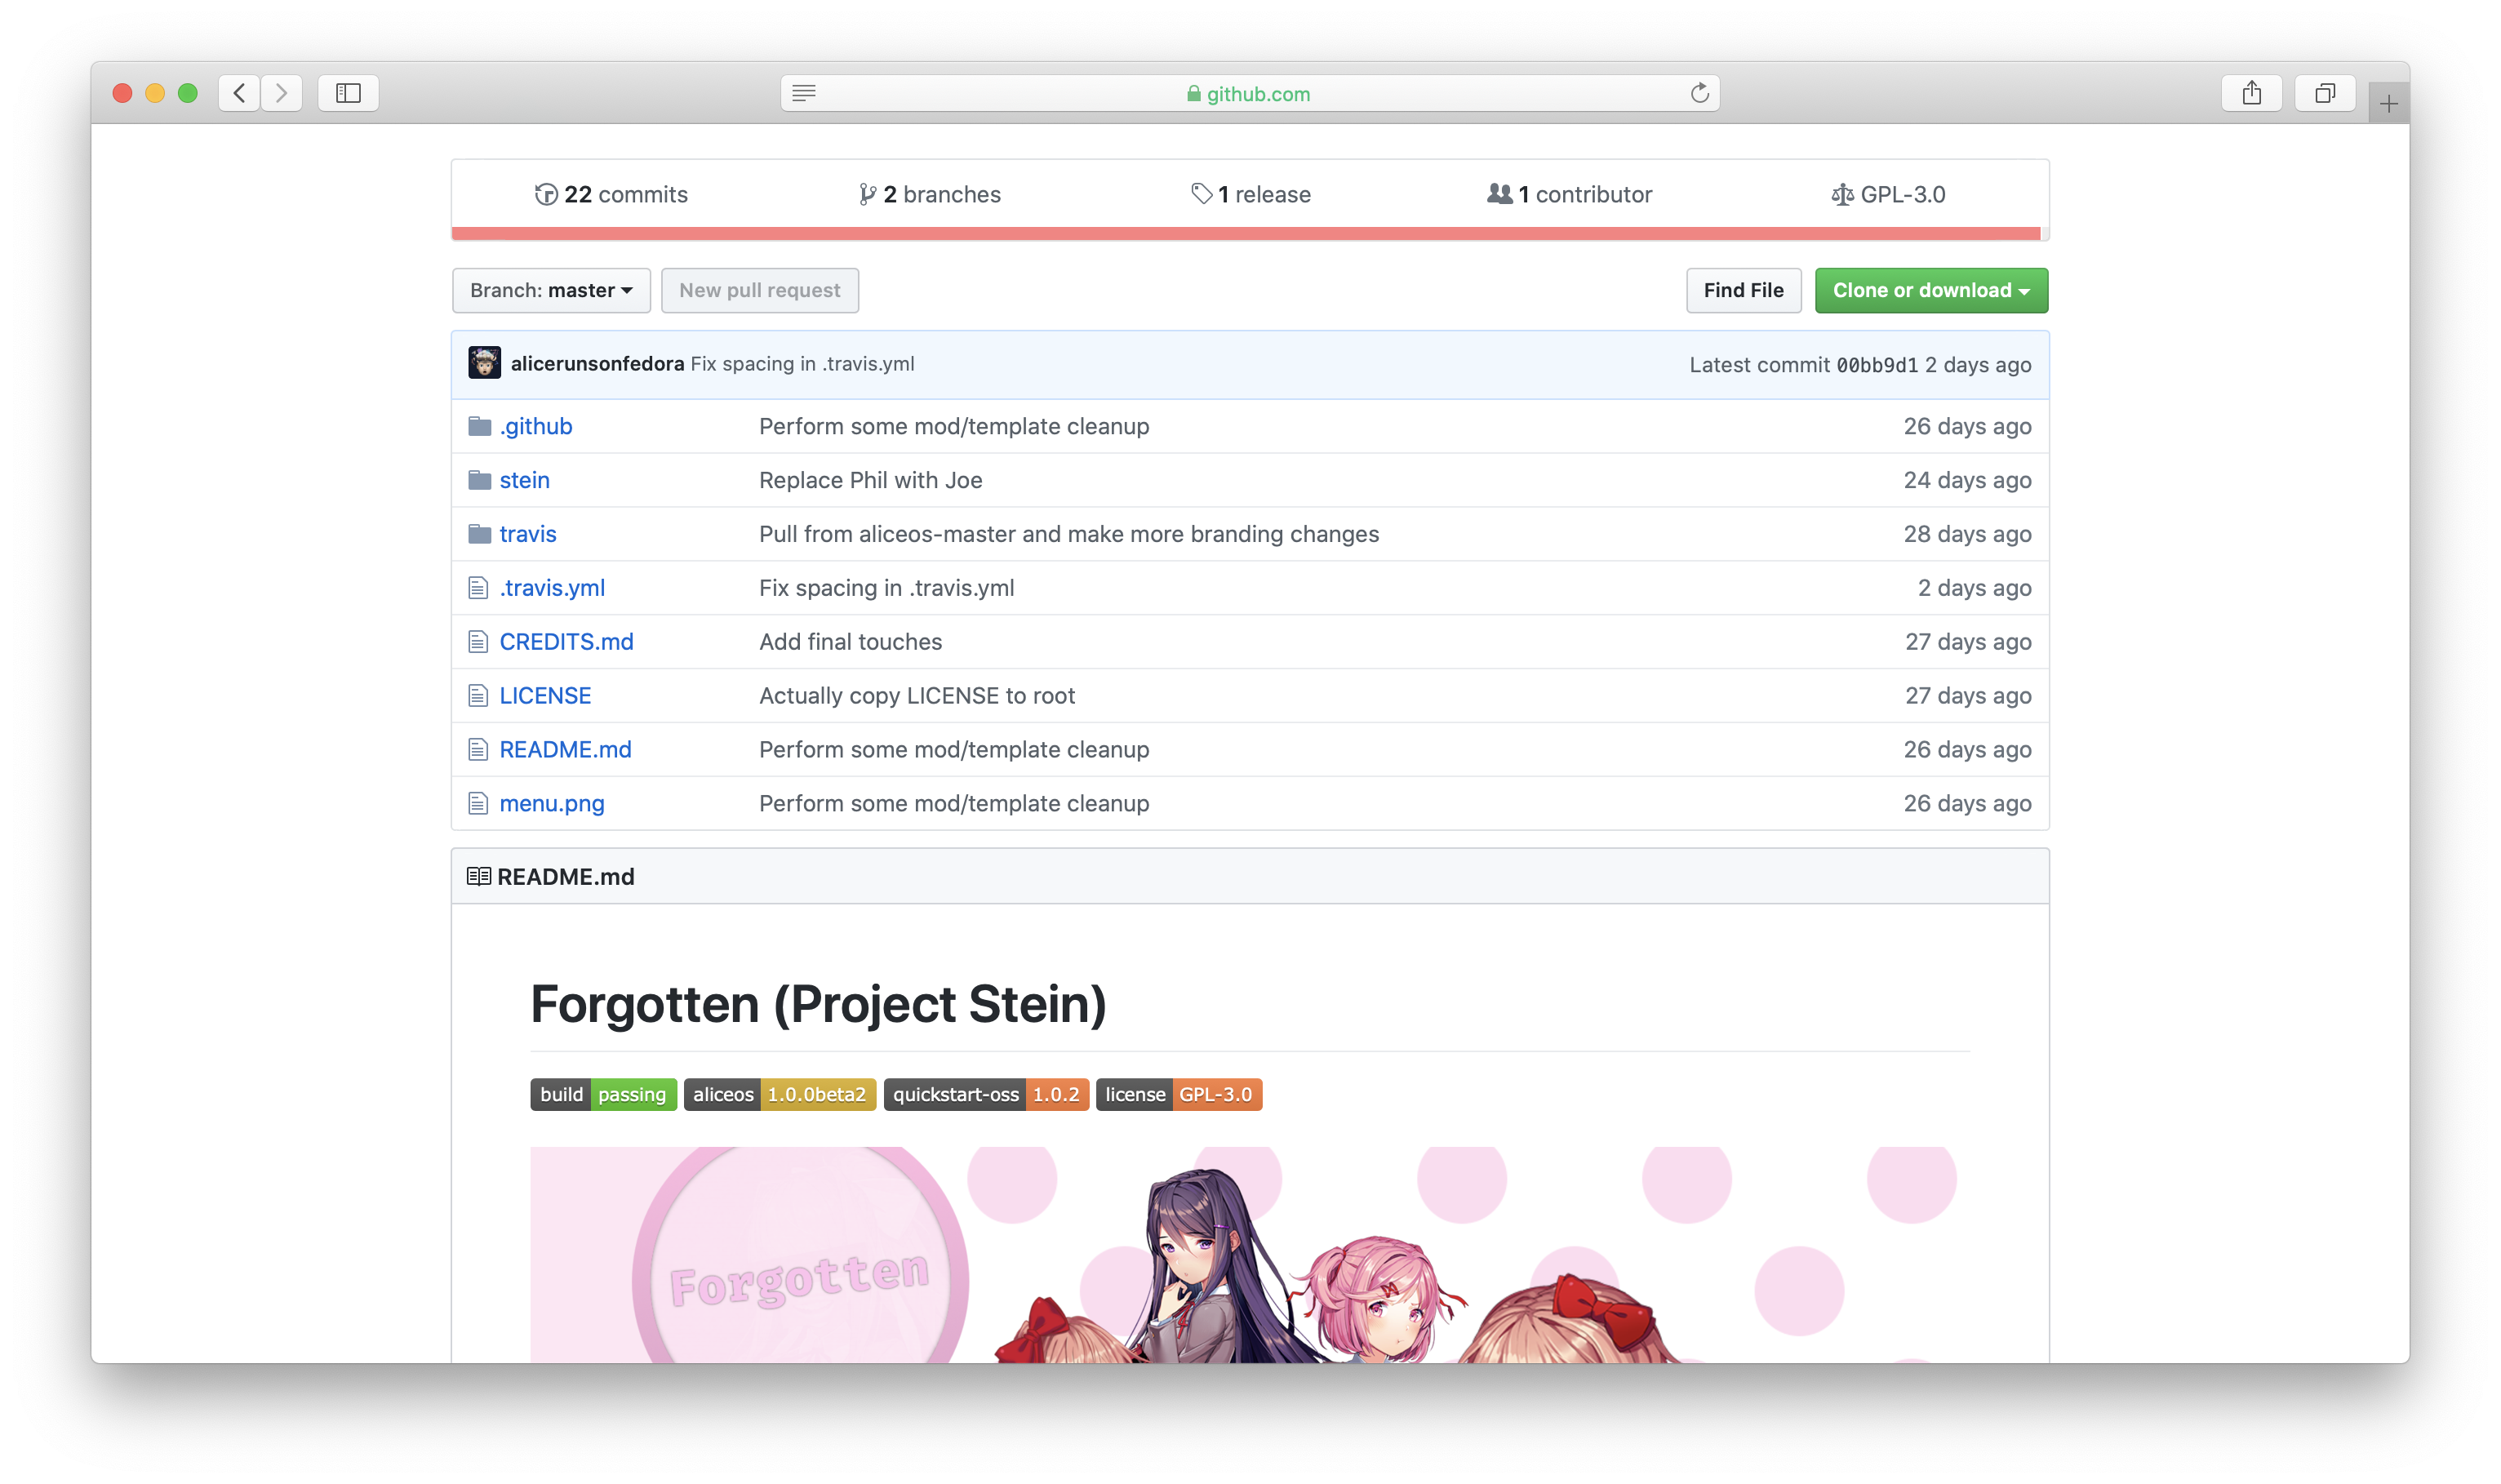 github.com
22 commits 2 branches 1 release 1 contributor GPL-3.0
Branch: master New pull request Find File Clone or download
alicerunsonfedora Fix spacing in .travis.yml Latest commit 00bb9d1 2 days ago
.github Perform some mod/template cleanup 26 days ago
stein Replace Phil with Joe 24 days ago
travis Pull from aliceos-master and make more branding changes 28 days ago
.travis.yml Fix spacing in .travis.yml 2 days ago
CREDITS.md Add final touches 27 days ago
LICENSE Actually copy LICENSE to root 27 days ago
README.md Perform some mod/template cleanup 26 days ago
menu.png Perform some mod/template cleanup 26 days ago
README.md
Forgotten (Project Stein)
build passing aliceos 1.0.0beta2 quickstart-oss 1.0.2 license GPL-3.0
Forgotten